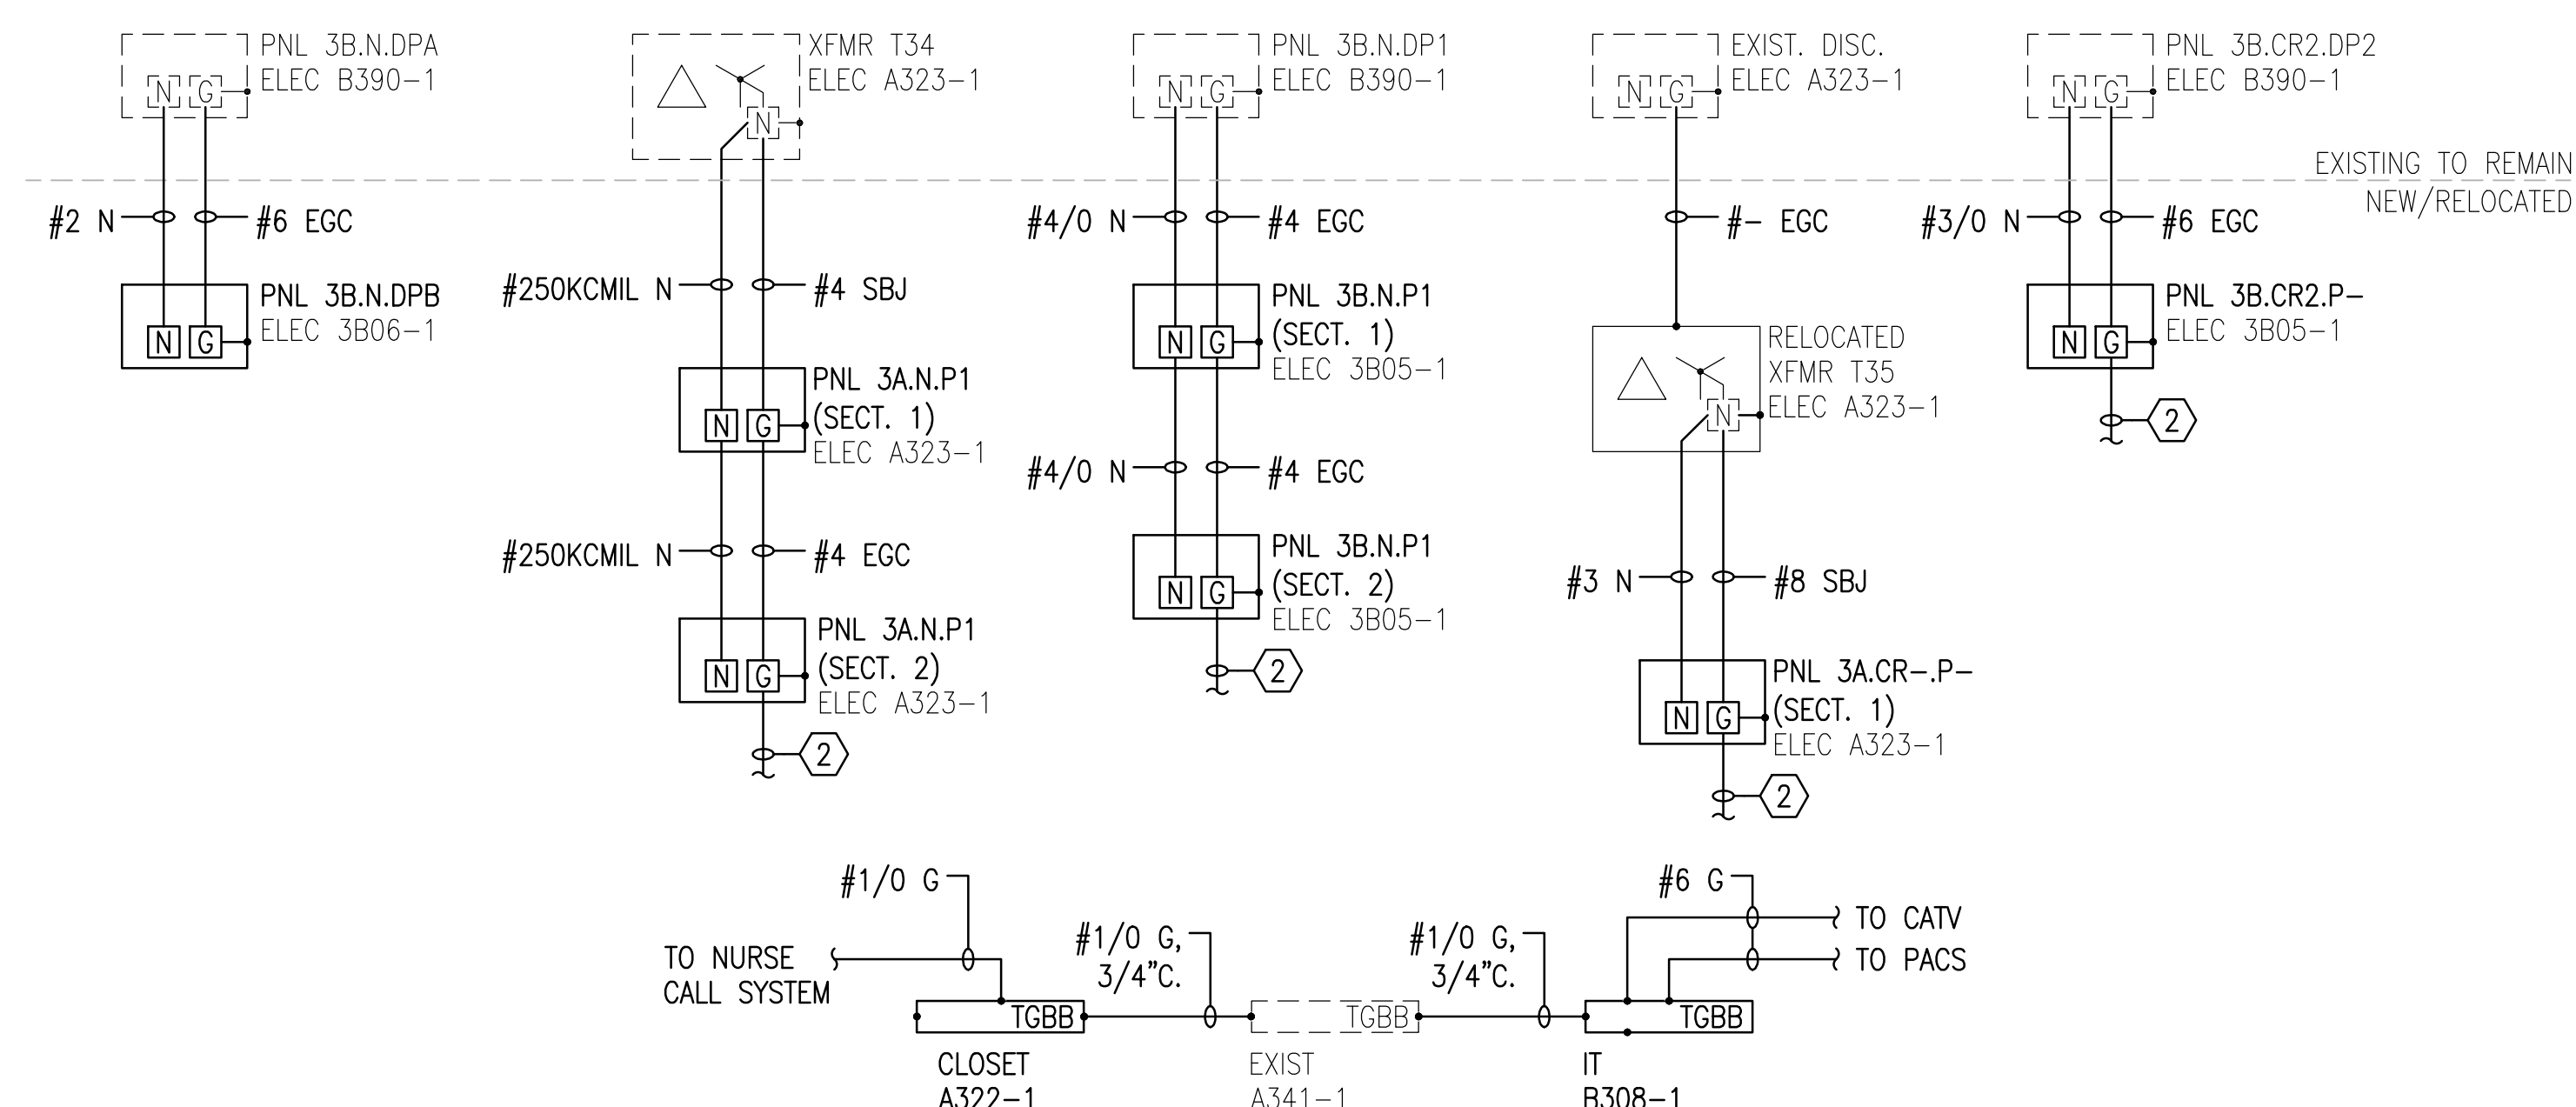 PNL 3B.N.DPA
ELEC B390-1
N G
#2 N
#6 EGC
PNL 3B.N.DPB
ELEC 3B06-1
N G
XFMR T34
ELEC A323-1
N
#250KCMIL N
#4 SBJ
PNL 3A.N.P1
(SECT. 1)
ELEC A323-1
N G
#250KCMIL N
#4 EGC
PNL 3A.N.P1
(SECT. 2)
ELEC A323-1
N G
2
PNL 3B.N.DP1
ELEC B390-1
N G
#4/0 N
#4 EGC
PNL 3B.N.P1
(SECT. 1)
ELEC 3B05-1
N G
#4/0 N
#4 EGC
PNL 3B.N.P1
(SECT. 2)
ELEC 3B05-1
N G
2
EXIST. DISC.
ELEC A323-1
N G
#- EGC
RELOCATED
XFMR T35
ELEC A323-1
N
#3 N
#8 SBJ
PNL 3A.CR-.P-
(SECT. 1)
ELEC A323-1
N G
2
PNL 3B.CR2.DP2
ELEC B390-1
N G
EXISTING TO REMAIN
NEW/RELOCATED
#3/0 N
#6 EGC
PNL 3B.CR2.P-
ELEC 3B05-1
N G
2
#1/0 G
TO NURSE
CALL SYSTEM
TGBB
CLOSET
A322-1
#1/0 G,
3/4"C.
TGBB
EXIST
A341-1
#1/0 G,
3/4"C.
#6 G
TO CATV
TO PACS
TGBB
IT
B308-1